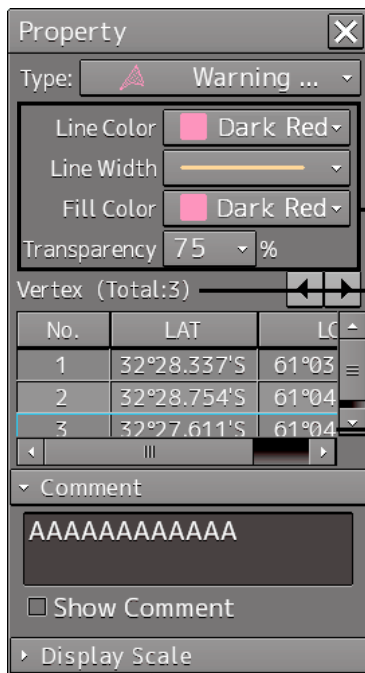 Property
Type: Warning ...
Line Color Dark Red
Line Width
Fill Color Dark Red
Transparency 75 %
Vertex (Total:3)
No. LAT
1 32°28.337'S 61°03
2 32°28.754'S 61°04
3 32°27.611'S 61°04
Comment
AAAAAAAAAAAA
Show Comment
Display Scale